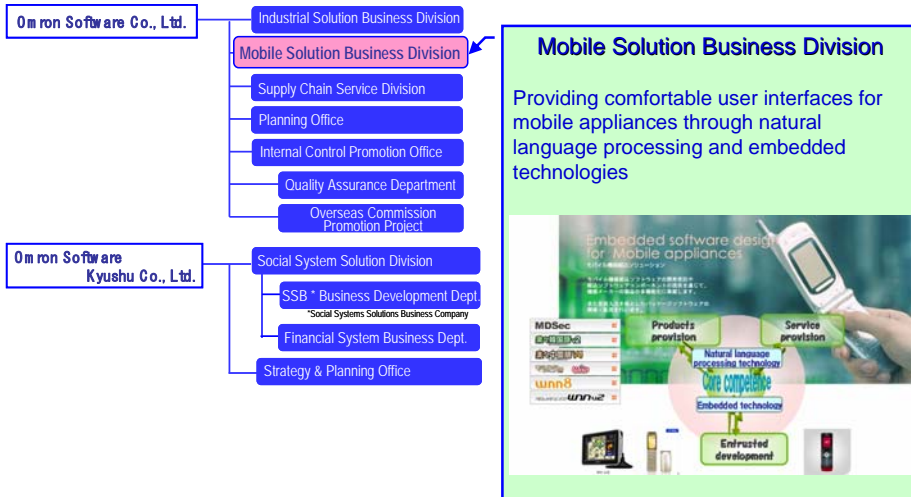 Omron Software Co., Ltd.
Industrial Solution Business Division
Mobile Solution Business Division
Supply Chain Service Division
Planning Office
Internal Control Promotion Office
Quality Assurance Department
Overseas Commission
Promotion Project
Omron Software
Kyushu Co., Ltd.
Social System Solution Division
SSB * Business Development Dept.
*Social Systems Solutions Business Company
Financial System Business Dept.
Strategy & Planning Office
Mobile Solution Business Division
Providing comfortable user interfaces for
mobile appliances through natural
language processing and embedded
technologies
Embedded software design
for Mobile appliances
MDSec
Wnn8
Products
provision
Service
provision
Natural language
processing technology
Core competence
Embedded technology
Entrusted
development